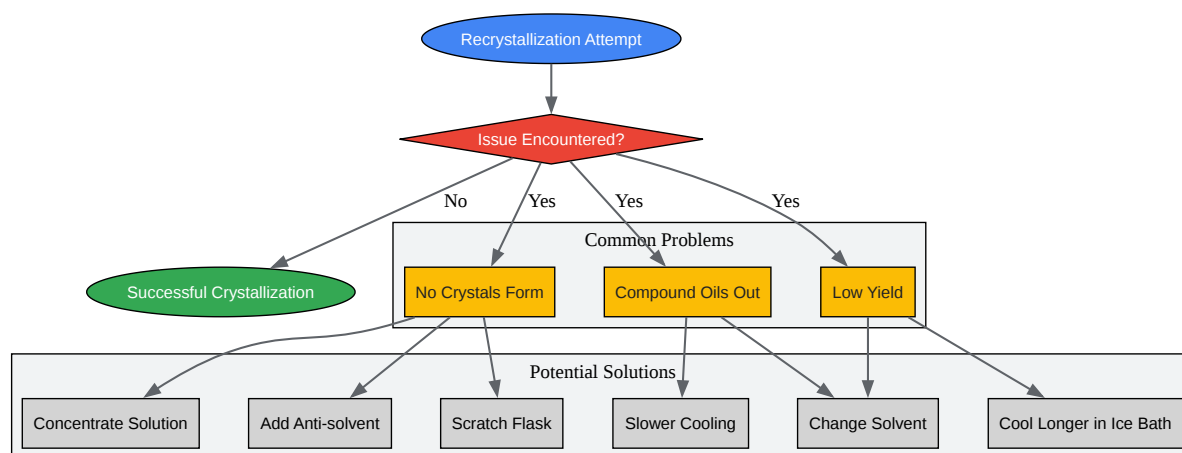 Recrystallization Attempt
Issue Encountered?
No
Yes
Yes
Yes
Common Problems
Successful Crystallization
No Crystals Form
Compound Oils Out
Low Yield
Potential Solutions
Concentrate Solution
Add Anti-solvent
Scratch Flask
Slower Cooling
Change Solvent
Cool Longer in Ice Bath